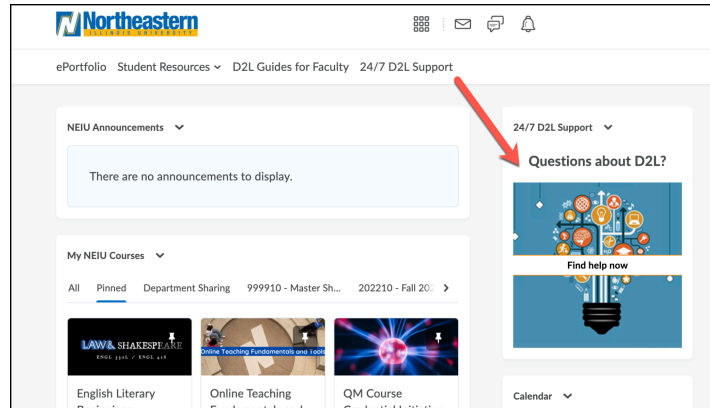 Northeastern
ILLINOIS UNIVERSITY
ePortfolio Student Resources D2L Guides for Faculty 24/7 D2L Support
NEIU Announcements
There are no announcements to display.
24/7 D2L Support
Questions about D2L?
Find help now
My NEIU Courses
All Pinned Department Sharing 999910 - Master Sh... 202210 - Fall 202
LAW & SHAKESPEARE
ENGL 330L / ENGL 418
Online Teaching Fundamentals and Tools
English Literary
Online Teaching
QM Course
Calendar